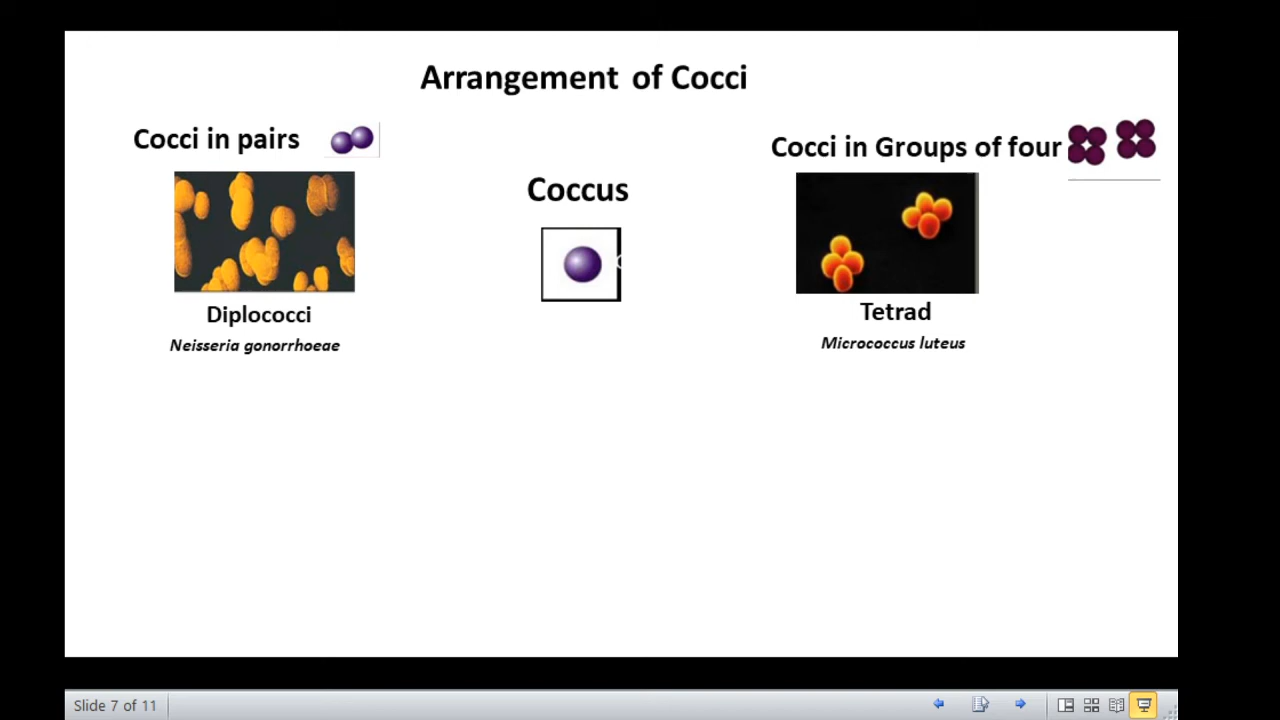 Arrangement of Cocci
Cocci in pairs
Coccus
Cocci in Groups of four
Diplococci
Neisseria gonorrhoeae
Tetrad
Micrococcus luteus
Slide 7 of 11